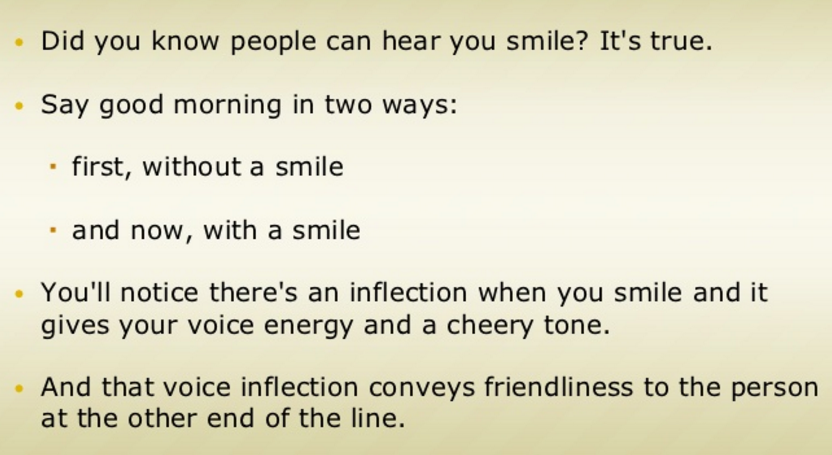 • Did you know people can hear you smile? It's true.
• Say good morning in two ways:
▪ first, without a smile
▪ and now, with a smile
• You'll notice there's an inflection when you smile and it
gives your voice energy and a cheery tone.
• And that voice inflection conveys friendliness to the person
at the other end of the line.